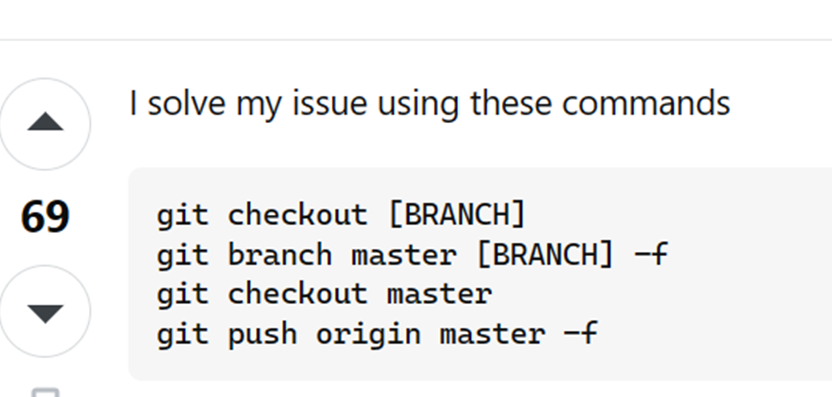 I solve my issue using these commands
69
git checkout [BRANCH]
git branch master [BRANCH] -f
git checkout master
git push origin master -f